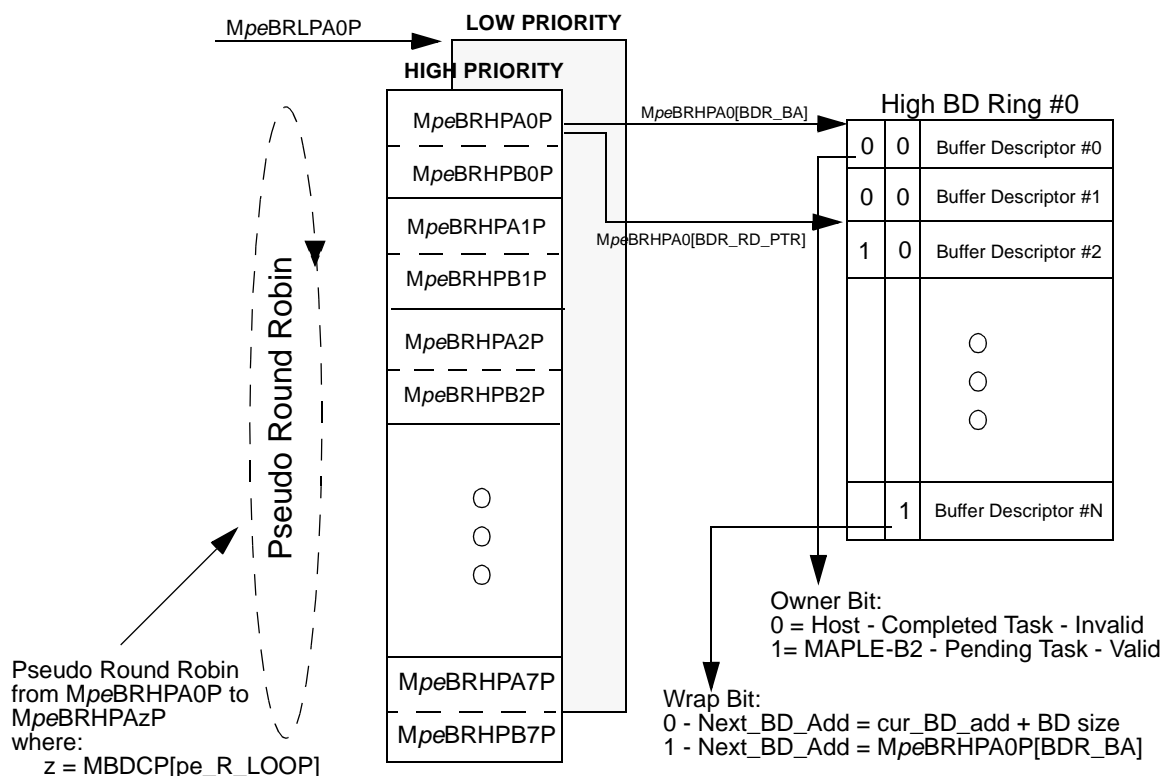 MpeBRLPA0P
LOW PRIORITY
HIGH PRIORITY
MpeBRHPA0P
MpeBRHPB0P
MpeBRHPA1P
MpeBRHPB1P
MpeBRHPA2P
MpeBRHPB2P
MpeBRHPA7P
MpeBRHPB7P
Pseudo Round Robin
Pseudo Round Robin
from MpeBRHPA0P to
MpeBRHPAzP
where:
z = MBDCP[pe_R_LOOP]
MpeBRHPA0[BDR_BA]
MpeBRHPA0[BDR_RD_PTR]
High BD Ring #0
0 0 Buffer Descriptor #0
0 0 Buffer Descriptor #1
1 0 Buffer Descriptor #2
1 Buffer Descriptor #N
Owner Bit:
0 = Host - Completed Task - Invalid
1= MAPLE-B2 - Pending Task - Valid
Wrap Bit:
0 - Next_BD_Add = cur_BD_add + BD size
1 - Next_BD_Add = MpeBRHPA0P[BDR_BA]